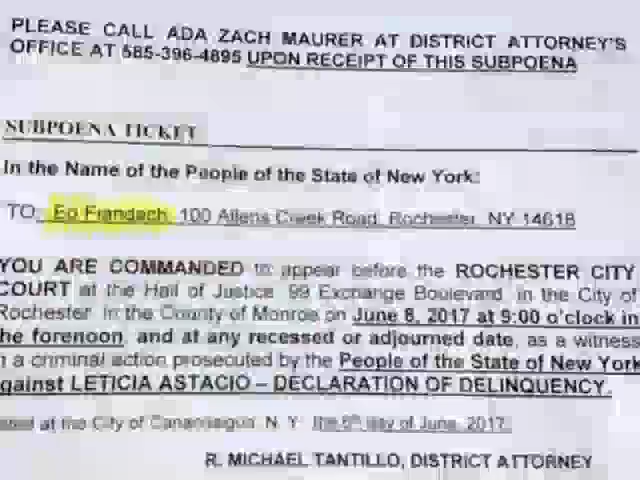 PLEASE CALL ADA ZACH MAURER AT DISTRICT ATTORNEY'S
OFFICE AT 585-396-4895 UPON RECEIPT OF THIS SUBPOENA
SUBPOENA TICKET
In the Name of the People of the State of New York:
TO: 100 Allens Creek Road, Rochester, NY 14618
YOU ARE COMMANDED to appear before the ROCHESTER CITY
COURT at the Hall of Justice 99 Exchange Boulevard, in the City of
Rochester in the County of Monroe on June 8, 2017 at 9:00 o'clock in
he forenoon, and at any recessed or adjourned date, as a witness
n a criminal action prosecuted by the People of the State of New York
against LETICIA ASTACIO – DECLARATION OF DELINQUENCY.
at the City of Canandaigua, N.Y. the day of June, 2017.
R. MICHAEL TANTILLO, DISTRICT ATTORNEY